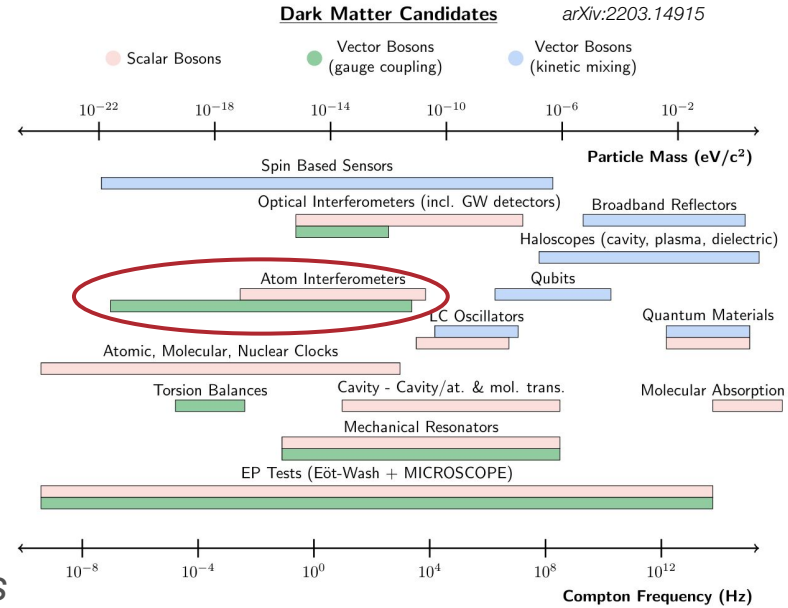 Dark Matter Candidates arXiv:2203.14915
Scalar Bosons
Vector Bosons
(gauge coupling)
Vector Bosons
(kinetic mixing)
10⁻²² 10⁻¹⁸ 10⁻¹⁴ 10⁻¹⁰ 10⁻⁶ 10⁻²
Particle Mass (eV/c²)
Spin Based Sensors
Optical Interferometers (incl. GW detectors)
Broadband Reflectors
Haloscopes (cavity, plasma, dielectric)
Atom Interferometers
Qubits
LC Oscillators
Quantum Materials
Atomic, Molecular, Nuclear Clocks
Torsion Balances
Cavity - Cavity/at. & mol. trans.
Molecular Absorption
Mechanical Resonators
EP Tests (Eöt-Wash + MICROSCOPE)
10⁻⁸ 10⁻⁴ 10⁰ 10⁴ 10⁸ 10¹²
s
Compton Frequency (Hz)